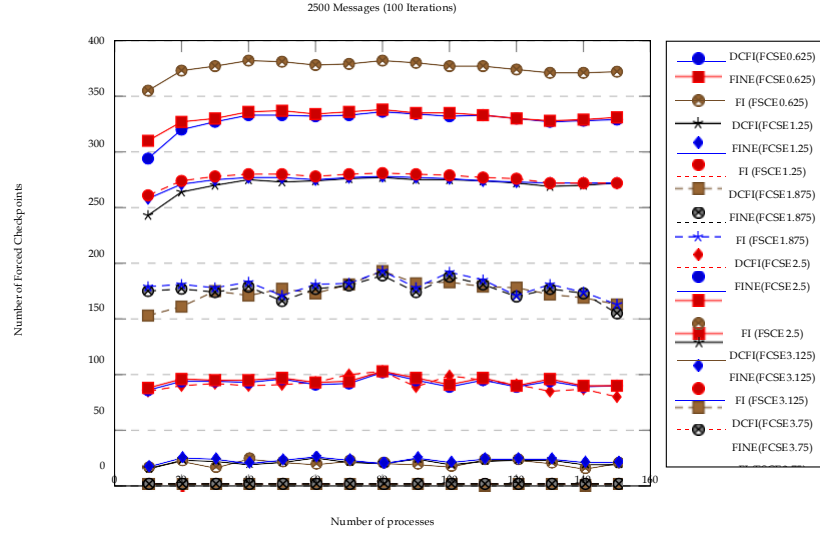 2500 Messages (100 Iterations)
400
350
300
250
200
150
100
50
0
Number of Forced Checkpoints
0
20
40
60
80
100
120
140
160
Number of processes
DCFI(FCSE0.625)
FINE(FCSE0.625)
FI (FSCE0.625)
DCFI(FCSE1.25)
FINE(FCSE1.25)
FI (FSCE1.25)
DCFI(FCSE1.875)
FINE(FCSE1.875)
FI (FSCE1.875)
DCFI(FCSE2.5)
FINE(FCSE2.5)
FI (FSCE2.5)
DCFI(FCSE3.125)
FINE(FCSE3.125)
FI (FSCE3.125)
DCFI(FCSE3.75)
FINE(FCSE3.75)